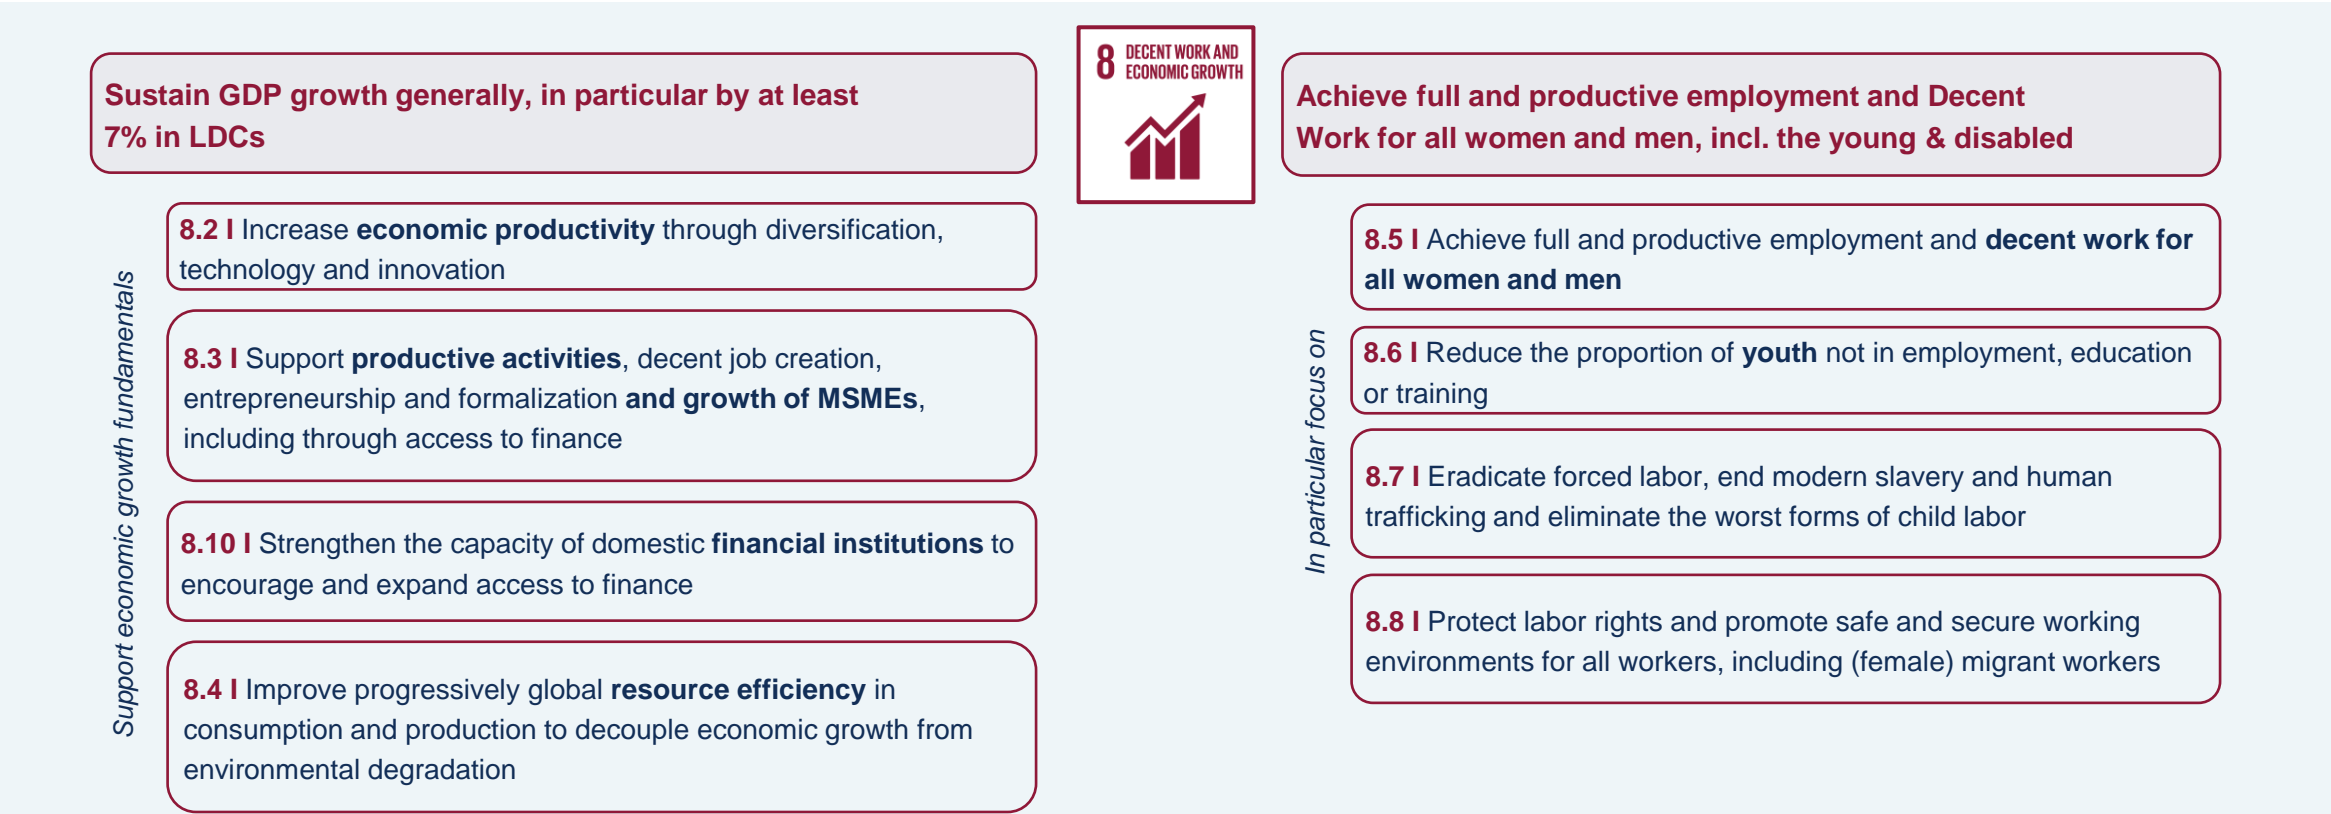 Sustain GDP growth generally, in particular by at least
7% in LDCs
Support economic growth fundamentals
8.2 I Increase economic productivity through diversification,
technology and innovation
8.3 I Support productive activities, decent job creation,
entrepreneurship and formalization and growth of MSMEs,
including through access to finance
8.10 I Strengthen the capacity of domestic financial institutions to
encourage and expand access to finance
8.4 I Improve progressively global resource efficiency in
consumption and production to decouple economic growth from
environmental degradation
8 DECENT WORK AND
ECONOMIC GROWTH
Achieve full and productive employment and Decent
Work for all women and men, incl. the young & disabled
In particular focus on
8.5 I Achieve full and productive employment and decent work for
all women and men
8.6 I Reduce the proportion of youth not in employment, education
or training
8.7 I Eradicate forced labor, end modern slavery and human
trafficking and eliminate the worst forms of child labor
8.8 I Protect labor rights and promote safe and secure working
environments for all workers, including (female) migrant workers